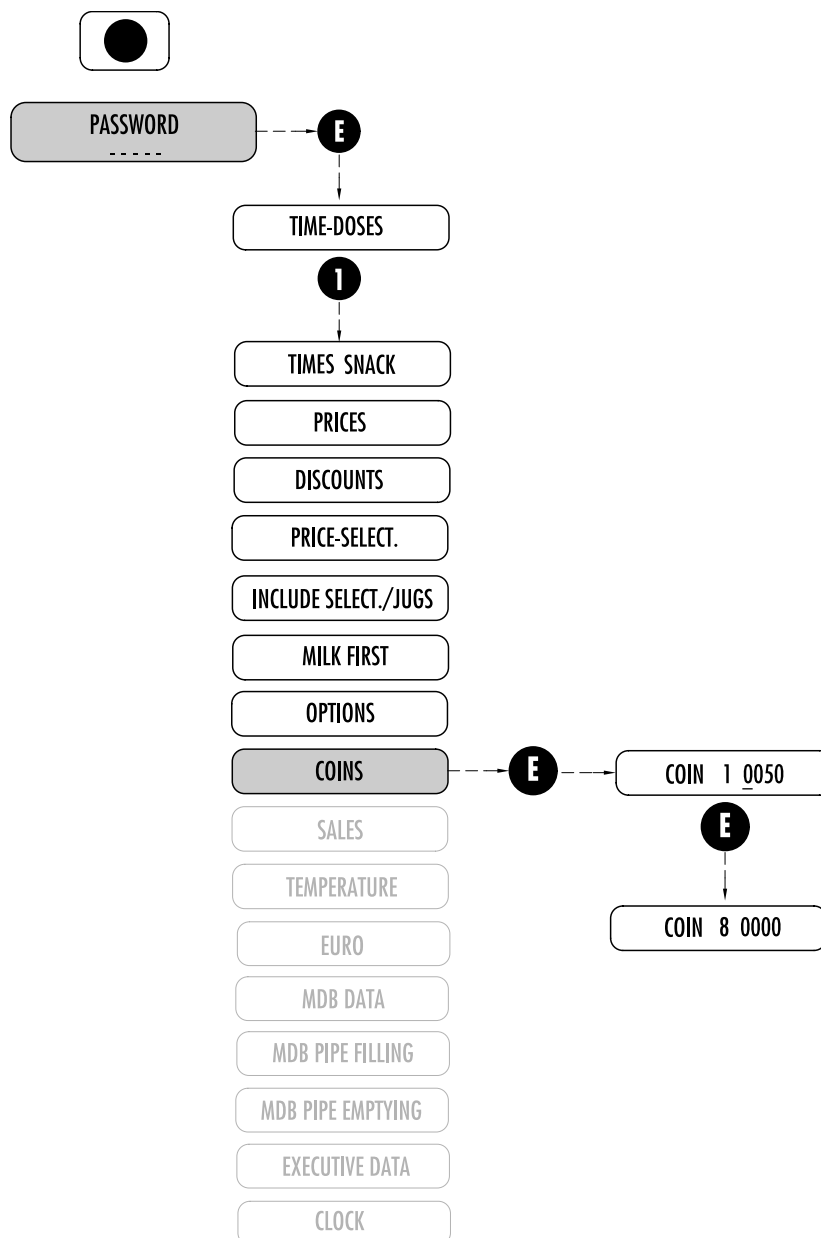 PASSWORD
- - - - -
E
TIME-DOSES
1
TIMES SNACK
PRICES
DISCOUNTS
PRICE-SELECT.
INCLUDE SELECT./JUGS
MILK FIRST
OPTIONS
COINS
E
COIN 1 0050
E
COIN 8 0000
SALES
TEMPERATURE
EURO
MDB DATA
MDB PIPE FILLING
MDB PIPE EMPTYING
EXECUTIVE DATA
CLOCK